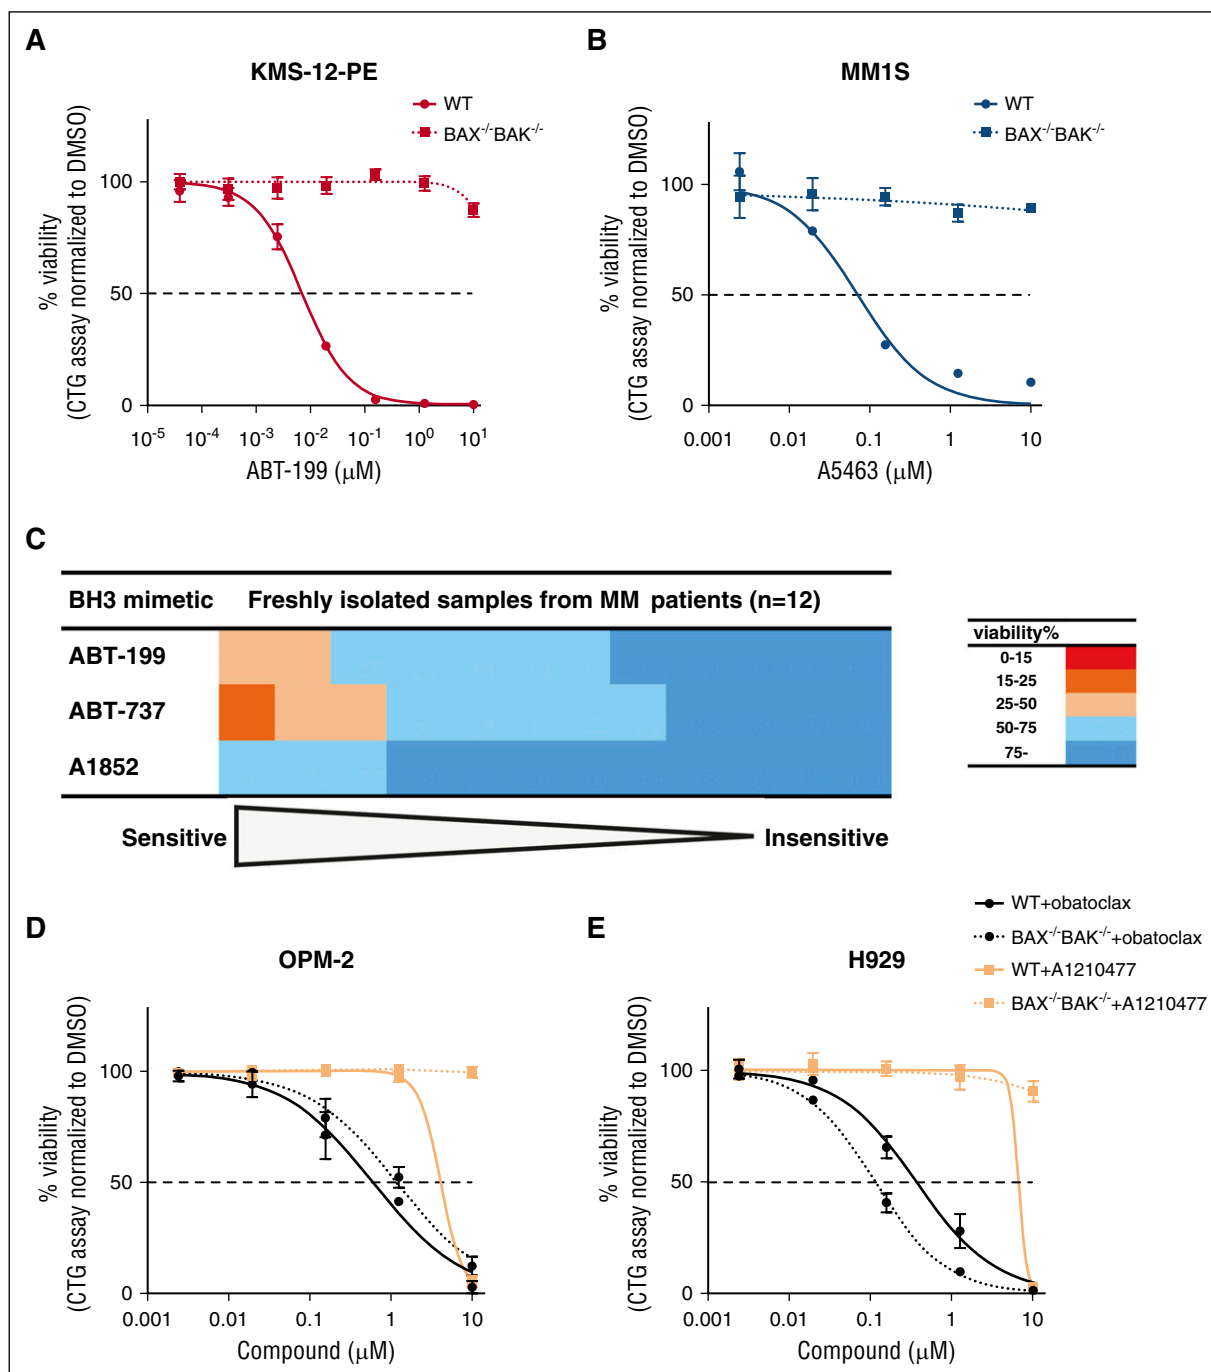 A
KMS-12-PE
WT
BAX-/-BAK-/-
% viability
(CTG assay normalized to DMSO)
100
50
0
10-5 10-4 10-3 10-2 10-1 100 101
ABT-199 (μM)
B
MM1S
WT
BAX-/-BAK-/-
% viability
(CTG assay normalized to DMSO)
100
50
0
0.001 0.01 0.1 1 10
A5463 (μM)
C
BH3 mimetic Freshly isolated samples from MM patients (n=12)
ABT-199
ABT-737
A1852
Sensitive Insensitive
viability%
0-15
15-25
25-50
50-75
75-
WT+obatoclax
BAX-/-BAK-/-+obatoclax
WT+A1210477
BAX-/-BAK-/-+A1210477
D
OPM-2
% viability
(CTG assay normalized to DMSO)
100
50
0
0.001 0.01 0.1 1 10
Compound (μM)
E
H929
% viability
(CTG assay normalized to DMSO)
100
50
0
0.001 0.01 0.1 1 10
Compound (μM)